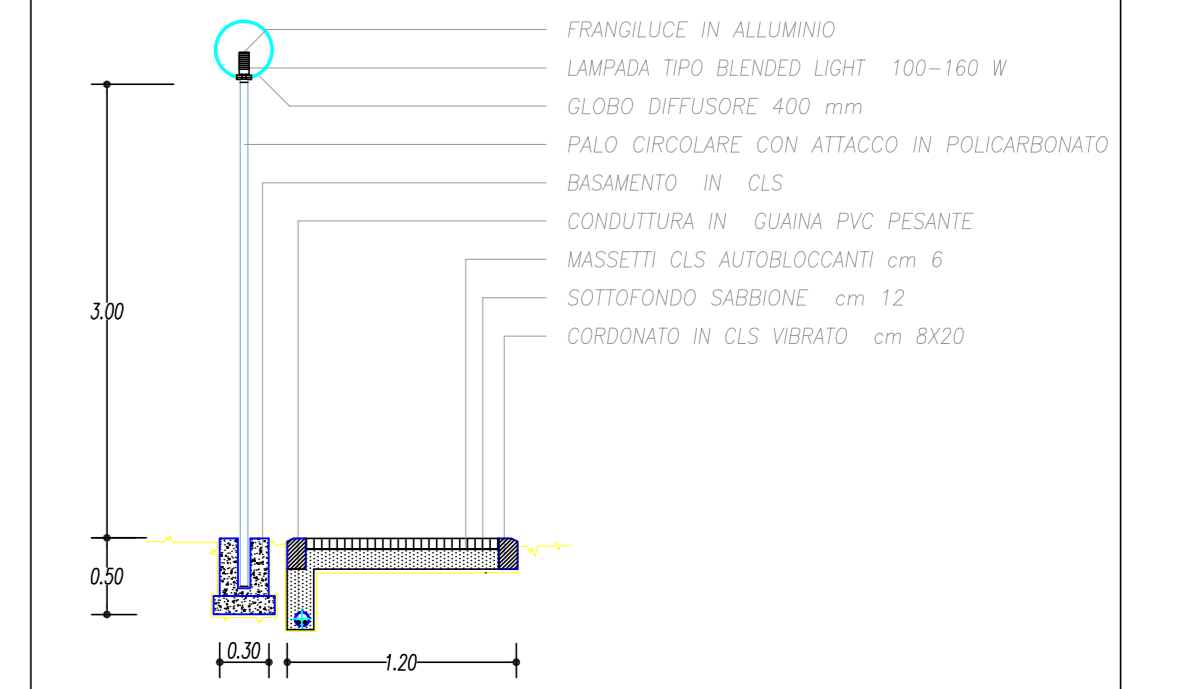 FRANGILUCE IN ALLUMINIO
LAMPADA TIPO BLENDED LIGHT 100-160 W
GLOBO DIFFUSORE 400 mm
PALO CIRCOLARE CON ATTACCO IN POLICARBONATO
BASAMENTO IN CLS
CONDUTTURA IN GUAINA PVC PESANTE
MASSETTI CLS AUTOBLOCCANTI cm 6
SOTTOFONDO SABBIONE cm 12
CORDONATO IN CLS VIBRATO cm 8X20
3.00
0.50
0.30
1.20